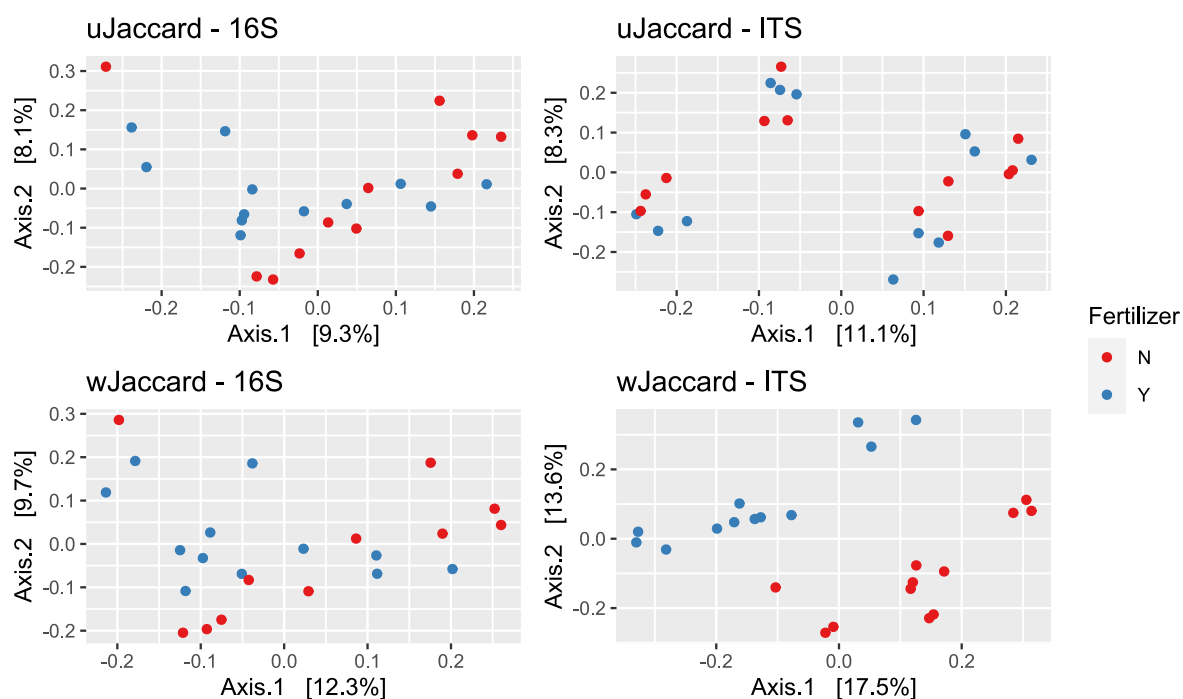 uJaccard - 16S
Axis.2 [8.1%]
0.3
0.2
0.1
0.0
-0.1
-0.2
-0.2 -0.1 0.0 0.1 0.2
Axis.1 [9.3%]
uJaccard - ITS
Axis.2 [8.3%]
0.2
0.1
0.0
-0.1
-0.2
-0.2 -0.1 0.0 0.1 0.2
Axis.1 [11.1%]
wJaccard - 16S
Axis.2 [9.7%]
0.3
0.2
0.1
0.0
-0.1
-0.2
-0.2 -0.1 0.0 0.1 0.2
Axis.1 [12.3%]
wJaccard - ITS
Axis.2 [13.6%]
0.2
0.0
-0.2
-0.2 0.0 0.2
Axis.1 [17.5%]
Fertilizer
N
Y